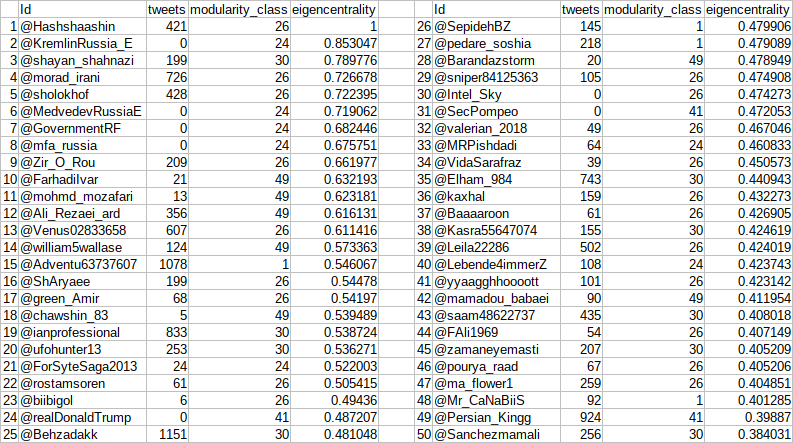 Id tweets modularity_class eigencentrality Id tweets modularity_class eigencentrality
1 @Hashshaashin 421 26 1 26 @SepidehBZ 145 1 0.479906
2 @KremlinRussia_E 0 24 0.853047 27 @pedare_soshia 218 1 0.479089
3 @shayan_shahnazi 199 30 0.789776 28 @Barandazstorm 20 49 0.478949
4 @morad_irani 726 26 0.726678 29 @sniper84125363 105 26 0.474908
5 @sholokhof 428 26 0.722395 30 @Intel_Sky 0 26 0.474273
6 @MedvedevRussiaE 0 24 0.719062 31 @SecPompeo 0 41 0.472053
7 @GovernmentRF 0 24 0.682446 32 @valerian_2018 49 26 0.467046
8 @mfa_russia 0 24 0.675751 33 @MRPishdadi 64 24 0.460833
9 @Zir_O_Rou 209 26 0.661977 34 @VidaSarafraz 39 26 0.450573
10 @FarhadiIvar 21 49 0.632193 35 @Elham_984 743 30 0.440943
11 @mohmd_mozafari 13 49 0.623181 36 @kaxhal 159 26 0.432273
12 @Ali_Rezaei_ard 356 49 0.616131 37 @Baaaaroon 61 26 0.426905
13 @Venus02833658 607 26 0.611416 38 @Kasra55647074 155 30 0.424619
14 @william5wallase 124 49 0.573363 39 @Leila22286 502 26 0.424019
15 @Adventu63737607 1078 1 0.546067 40 @Lebende4immerZ 108 24 0.423743
16 @ShAryaee 199 26 0.54478 41 @yyaagghhoooott 101 26 0.423142
17 @green_Amir 68 26 0.54197 42 @mamadou_babaei 90 49 0.411954
18 @chawshin_83 5 49 0.539489 43 @saam48622737 435 30 0.408018
19 @ianprofessional 833 30 0.538724 44 @FAli1969 54 26 0.407149
20 @ufohunter13 253 30 0.536271 45 @zamaneyemasti 207 30 0.405209
21 @ForSyteSaga2013 24 24 0.522003 46 @pourya_raad 67 26 0.405206
22 @rostamsoren 61 26 0.505415 47 @ma_flower1 259 26 0.404851
23 @biibigol 6 26 0.49436 48 @Mr_CaNaBiiS 92 1 0.401285
24 @realDonaldTrump 0 41 0.487207 49 @Persian_Kingg 924 41 0.39887
25 @Behzadakk 1151 30 0.481048 50 @Sanchezmamali 256 30 0.384031